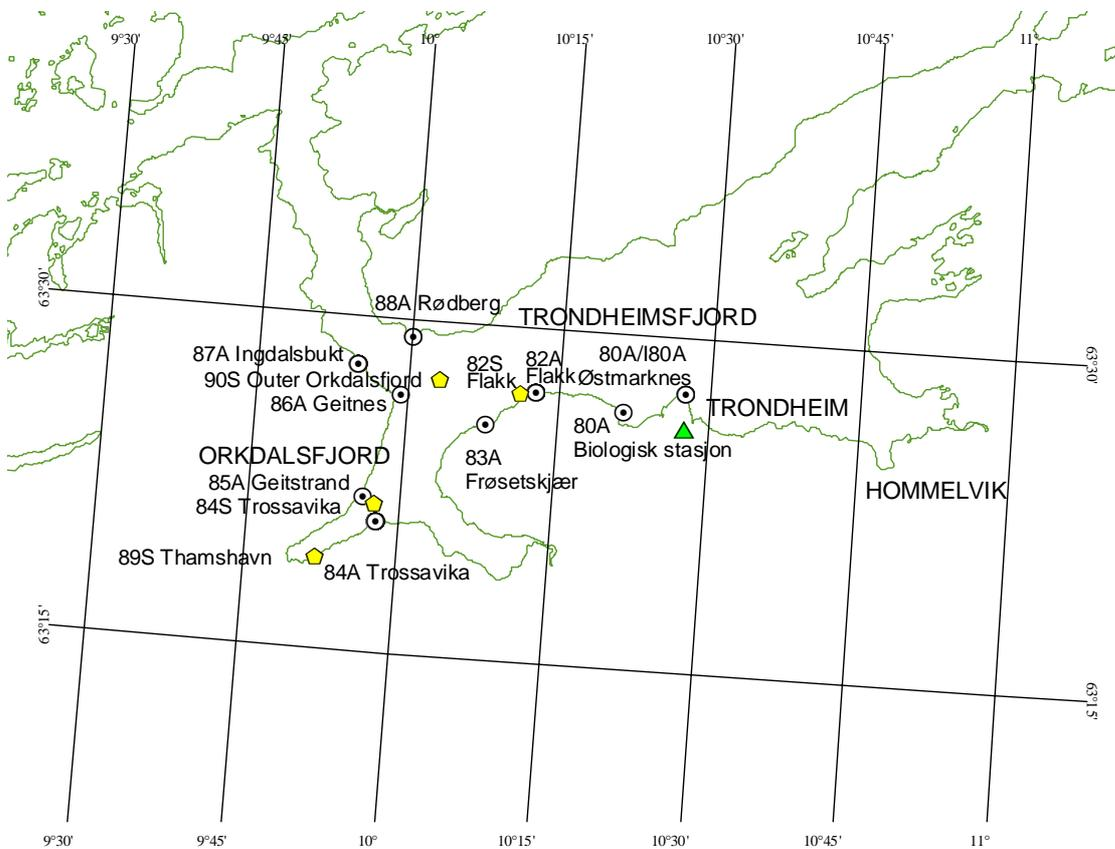 9°30'
9°45'
10°
10°15'
10°30'
10°45'
11°
63°30'
88A Rødberg
TRONDHEIMSFJORD
87A Ingdalsbukt
82S
Flakk
82A
Flakk
80A/I80A
Østmarknes
63°30'
90S Outer Orkdalsfjord
86A Geitnes
TRONDHEIM
80A
Biologisk stasjon
ORKDALSFJORD
83A
Frøsetskjær
85A Geitstrand
HOMMELVIK
84S Trossavika
89S Thamshavn
84A Trossavika
63°15'
63°15'
9°30'
9°45'
10°
10°15'
10°30'
10°45'
11°